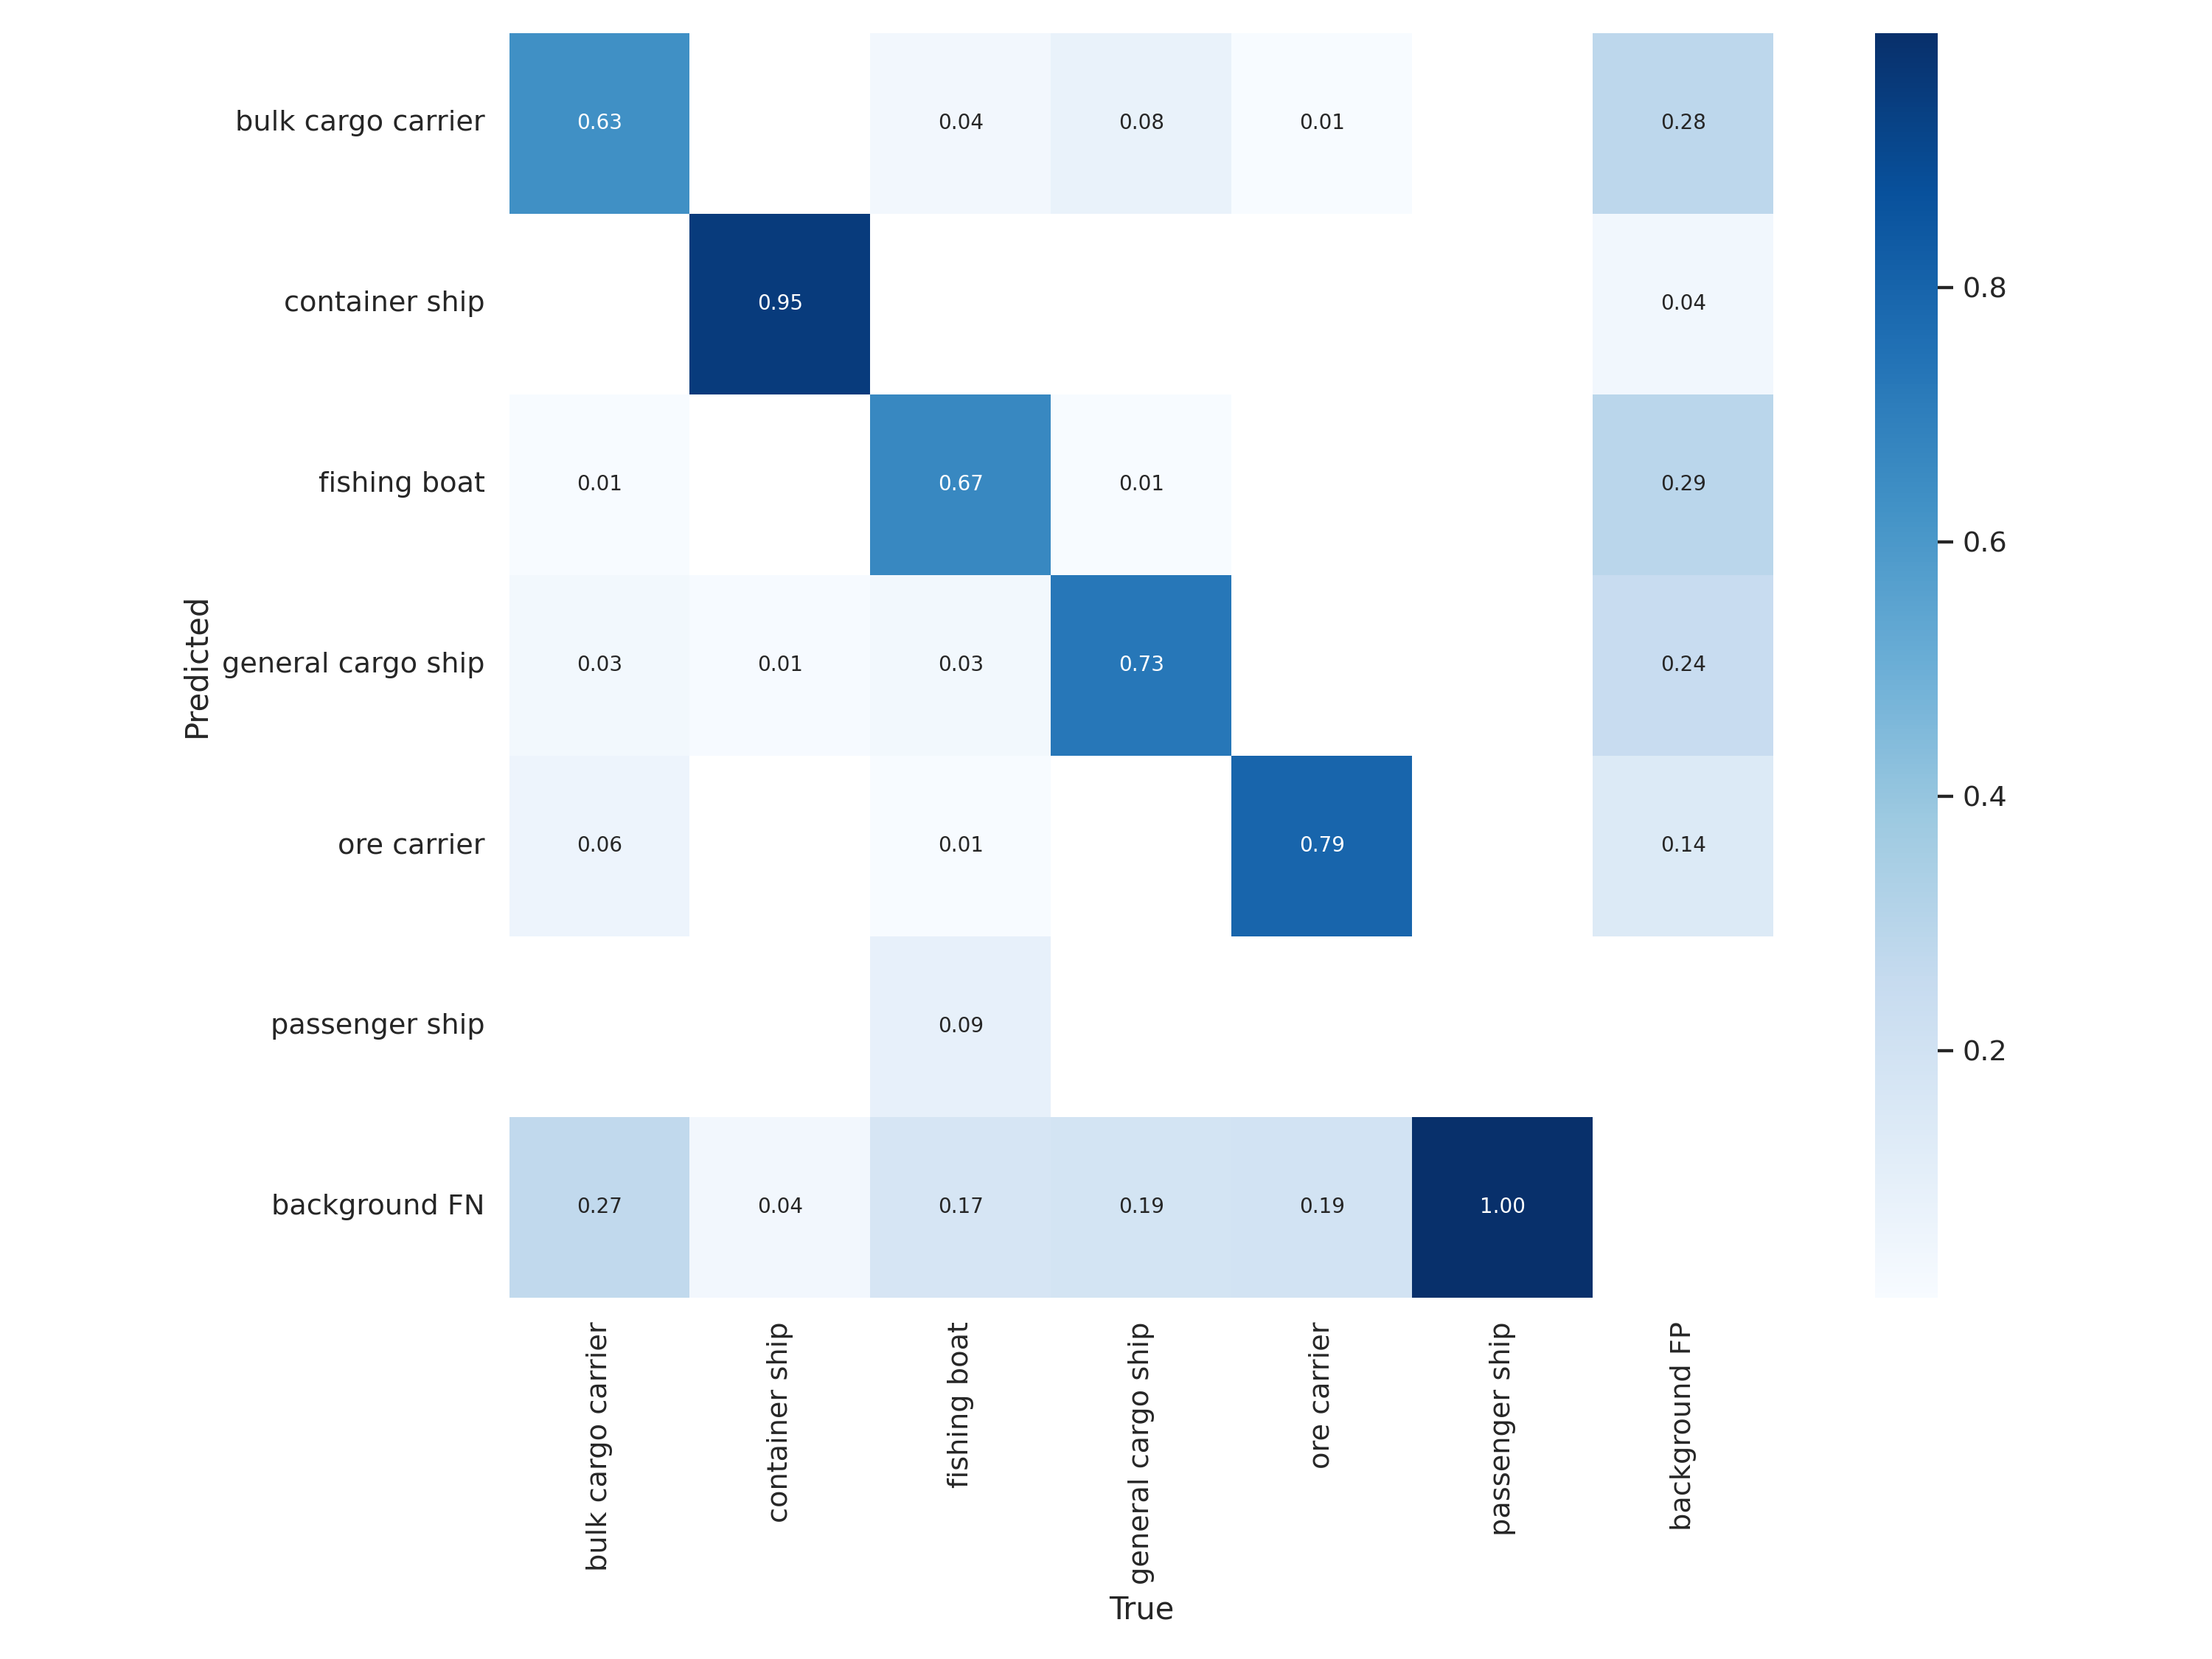 bulk cargo carrier 0.63 0.04 0.08 0.01 0.28
container ship 0.95 0.04
0.8
fishing boat 0.01 0.67 0.01 0.29
0.6
Predicted
general cargo ship 0.03 0.01 0.03 0.73 0.24
0.4
ore carrier 0.06 0.01 0.79 0.14
passenger ship 0.09
0.2
background FN 0.27 0.04 0.17 0.19 0.19 1.00
bulk cargo carrier
container ship
fishing boat
general cargo ship
ore carrier
passenger ship
background FP
True